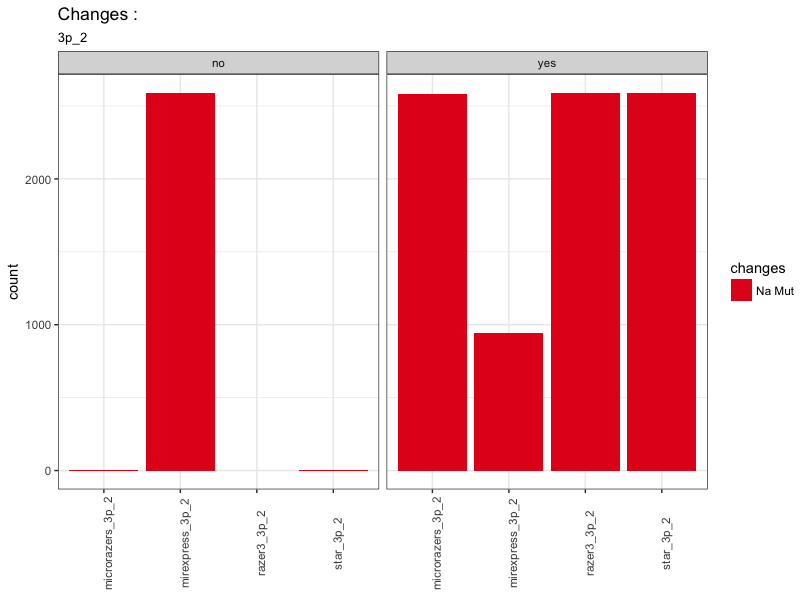 Changes :
3p_2
no
yes
2000
1000
0
count
microrazers_3p_2
mirexpress_3p_2
razer3_3p_2
star_3p_2
microrazers_3p_2
mirexpress_3p_2
razer3_3p_2
star_3p_2
changes
Na Mut